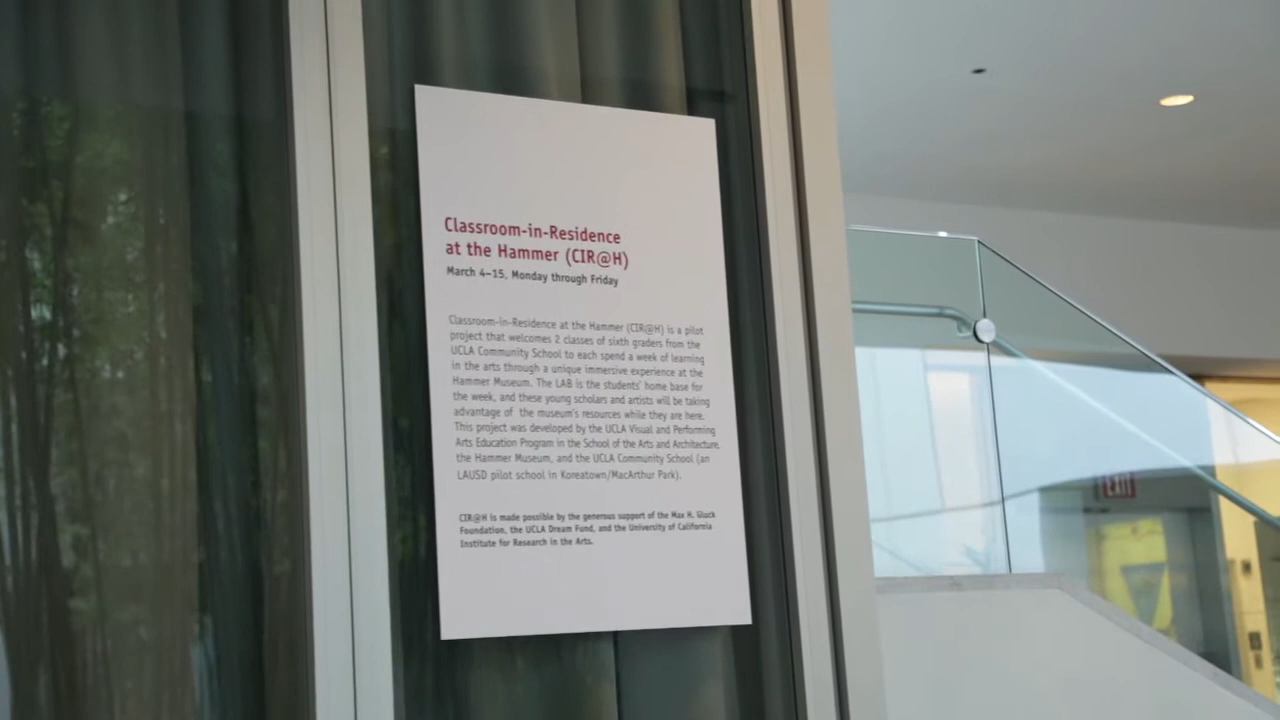 Classroom-in-Residence
at the Hammer (CIR@H)
March 4–15, Monday through Friday
Classroom-in-Residence at the Hammer (CIR@H) is a pilot
project that welcomes 2 classes of sixth graders from the
UCLA Community School to each spend a week of learning
in the arts through a unique immersive experience at the
Hammer Museum. The LAB is the students' home base for
the week, and these young scholars and artists will be taking
advantage of the museum's resources while they are here.
This project was developed by the UCLA Visual and Performing
Arts Education Program in the School of the Arts and Architecture,
the Hammer Museum, and the UCLA Community School (an
LAUSD pilot school in Koreatown/MacArthur Park).
CIR@H is made possible by the generous support of the Max H. Gluck
Foundation, the UCLA Dream Fund, and the University of California
Institute for Research in the Arts.
EXIT